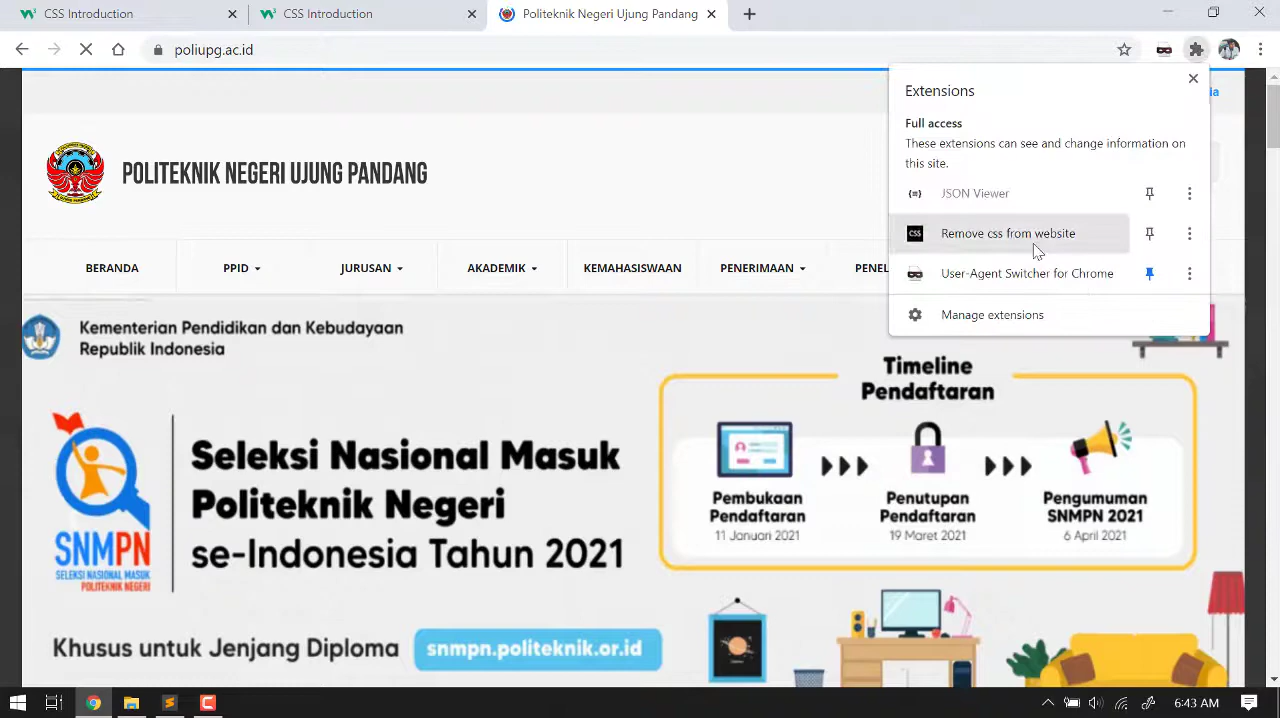 CSS Introduction
CSS Introduction
Politeknik Negeri Ujung Pandang
poliupg.ac.id
Extensions
Full access
These extensions can see and change information on
this site.
JSON Viewer
CSS
Remove css from website
User-Agent Switcher for Chrome
Manage extensions
POLITEKNIK NEGERI UJUNG PANDANG
BERANDA
PPID
JURUSAN
AKADEMIK
KEMAHASISWAAN
PENERIMAAN
PENEL
Kementerian Pendidikan dan Kebudayaan
Republik Indonesia
Seleksi Nasional Masuk
Politeknik Negeri
se-Indonesia Tahun 2021
SNMPN
SELEKSI NASIONAL MASUK
POLITEKNIK NEGERI
Timeline
Pendaftaran
Pembukaan
Pendaftaran
11 Januari 2021
Penutupan
Pendaftaran
19 Maret 2021
Pengumuman
SNMPN 2021
6 April 2021
Khusus untuk Jenjang Diploma
snmpn.politeknik.or.id
6:43 AM